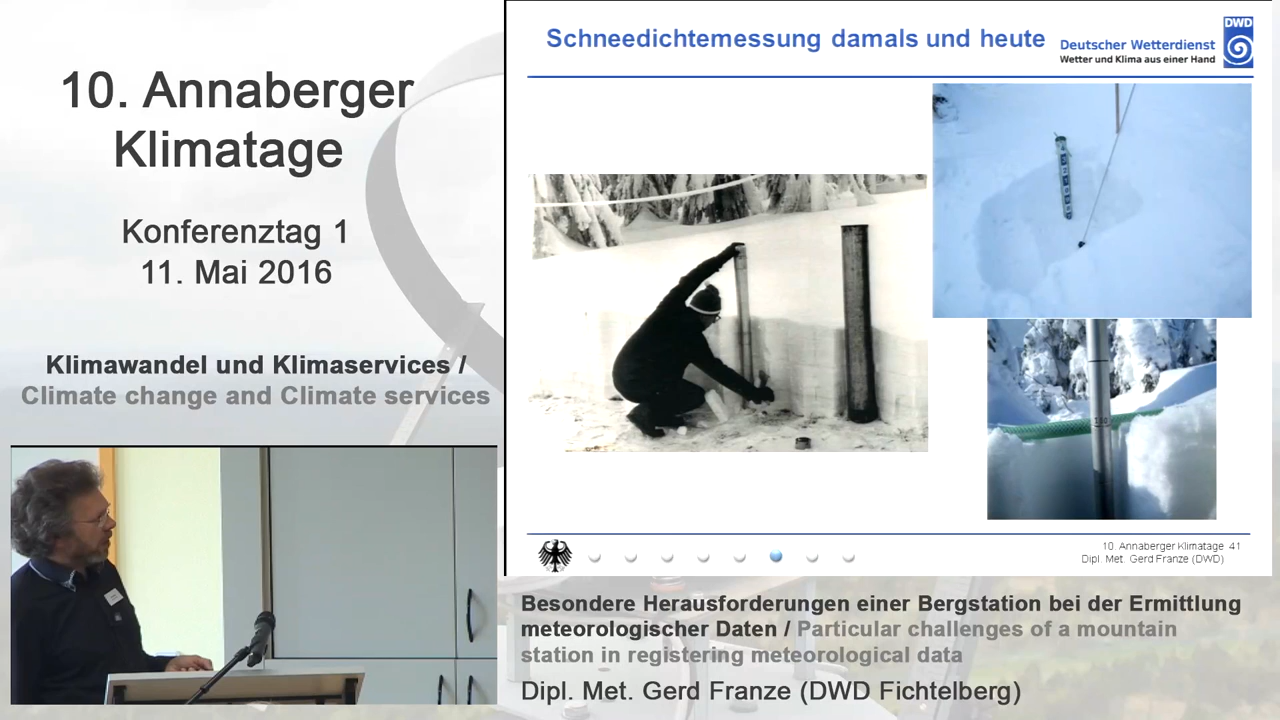 10. Annaberger
Klimatage
Konferenztag 1
11. Mai 2016
Klimawandel und Klimaservices /
Climate change and Climate services
Schneedichtemessung damals und heute
Deutscher Wetterdienst
Wetter und Klima aus einer Hand
DWD
10. Annaberger Klimatage 41
Dipl. Met. Gerd Franze (DWD)
Besondere Herausforderungen einer Bergstation bei der Ermittlung
meteorologischer Daten / Particular challenges of a mountain
station in registering meteorological data
Dipl. Met. Gerd Franze (DWD Fichtelberg)